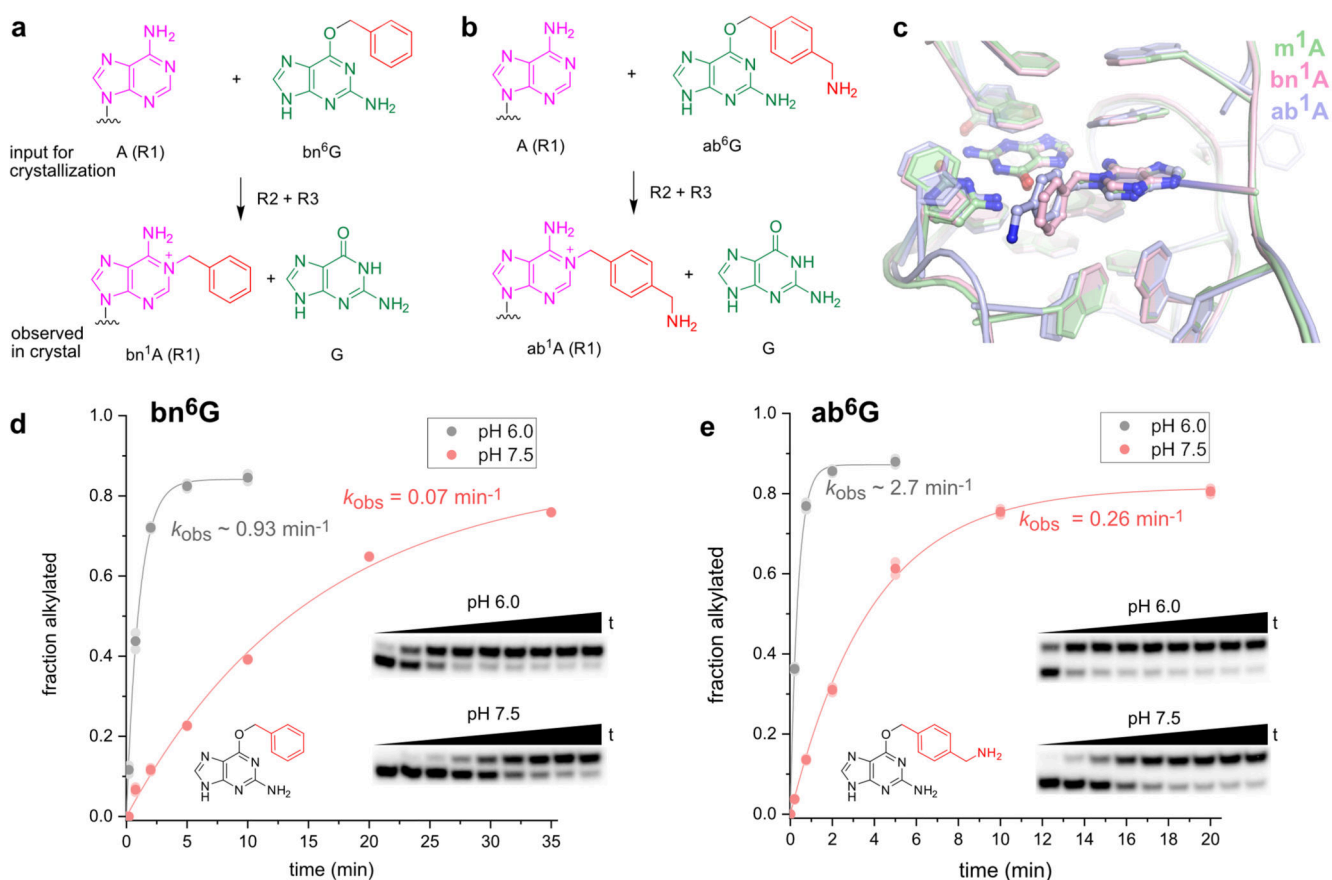 a
NH₂
N
N
N
N
A (R1)
+
O
N
N
N
H
N
NH₂
bn⁶G
input for
crystallization
R2 + R3
NH₂
N
N⁺
N
N
bn¹A (R1)
+
O
N
NH
N
H
N
NH₂
G
observed
in crystal
b
NH₂
N
N
N
N
A (R1)
+
O
N
N
N
H
N
NH₂
NH₂
ab⁶G
R2 + R3
NH₂
N
N⁺
N
N
NH₂
ab¹A (R1)
+
O
N
NH
N
H
N
NH₂
G
c
m¹A
bn¹A
ab¹A
d
bn⁶G
pH 6.0
pH 7.5
kobs = 0.07 min⁻¹
kobs ~ 0.93 min⁻¹
fraction alkylated
1.0
0.8
0.6
0.4
0.2
0.0
pH 6.0
t
pH 7.5
t
O
N
N
N
H
N
NH₂
0 5 10 15 20 25 30 35
time (min)
e
ab⁶G
pH 6.0
pH 7.5
kobs ~ 2.7 min⁻¹
kobs = 0.26 min⁻¹
fraction alkylated
1.0
0.8
0.6
0.4
0.2
0.0
pH 6.0
t
pH 7.5
t
O
N
N
N
H
N
NH₂
NH₂
0 2 4 6 8 10 12 14 16 18 20
time (min)